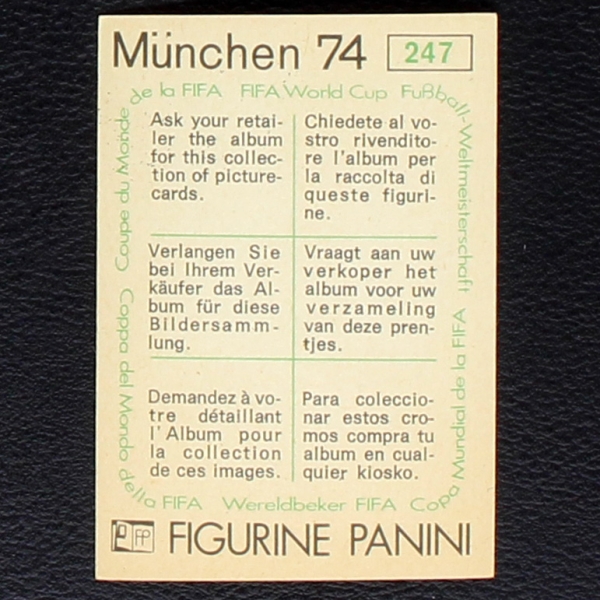 München 74
247
de la FIFA FIFA World Cup Fußball-Weltmeisterschaft
Ask your retai-
ler the album
for this collec-
tion of picture-
cards.
Chiedete al vo-
stro rivendito-
re l'album per
la raccolta di
queste figuri-
ne.
Verlangen Sie
bei Ihrem Ver-
käufer das Al-
bum für diese
Bildersamm-
lung.
Vraagt aan uw
verkoper het
album voor uw
verzameling
van deze pren-
tjes.
Demandez à vo-
tre détaillant
l'Album pour
la collection
de ces images.
Para coleccio-
nar estos cro-
mos compra tu
album en cual-
quier kiosko.
Coupe du Monde
Coppa del Mondo
della FIFA Wereldbeker FIFA Copa Mundial de la FIFA
FP
FIGURINE PANINI